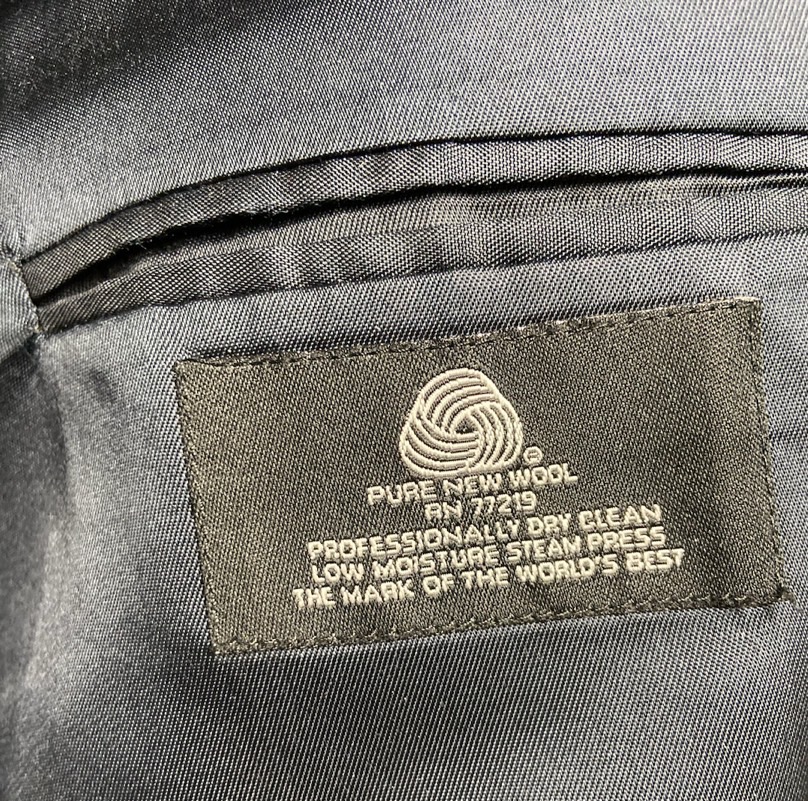 ®
PURE NEW WOOL
RN 77219
PROFESSIONALLY DRY CLEAN
LOW MOISTURE STEAM PRESS
THE MARK OF THE WORLD'S BEST